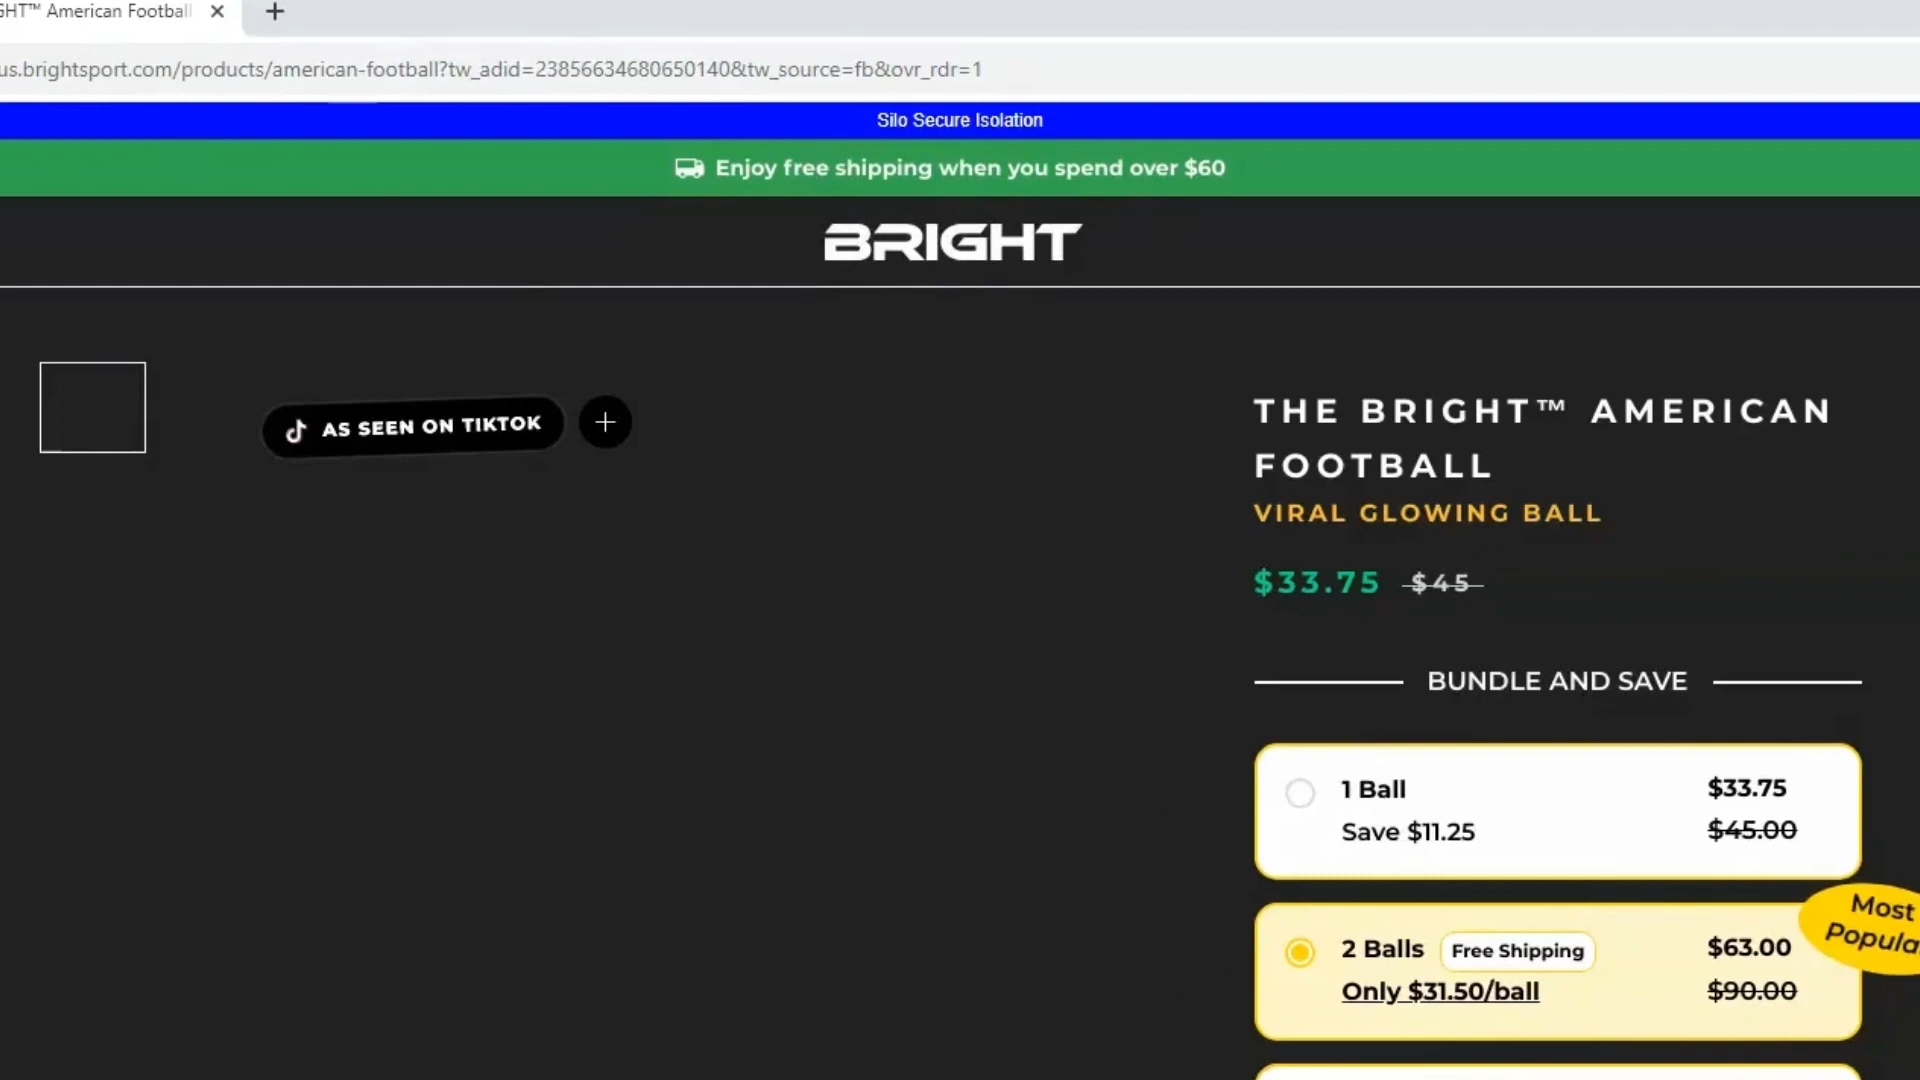 GHT™ American Football
us.brightsport.com/products/american-football?tw_adid=23856634680650140&tw_source=fb&ovr_rdr=1
Silo Secure Isolation
Enjoy free shipping when you spend over $60
BRIGHT
AS SEEN ON TIKTOK
THE BRIGHT™ AMERICAN
FOOTBALL
VIRAL GLOWING BALL
$33.75 $45
BUNDLE AND SAVE
1 Ball $33.75
Save $11.25 $45.00
Most
Popula
2 Balls Free Shipping $63.00
Only $31.50/ball $90.00